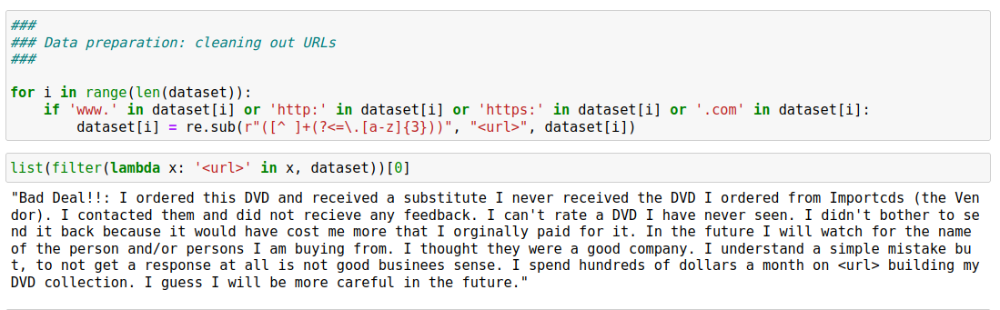 ###
### Data preparation: cleaning out URLs
###
for i in range(len(dataset)):
    if 'www.' in dataset[i] or 'http:' in dataset[i] or 'https:' in dataset[i] or '.com' in dataset[i]:
        dataset[i] = re.sub(r"([^ ]+(?<=\.[a-z]{3}))", "<url>", dataset[i])
list(filter(lambda x: '<url>' in x, dataset))[0]
"Bad Deal!!: I ordered this DVD and received a substitute I never received the DVD I ordered from Importcds (the Ven
dor). I contacted them and did not recieve any feedback. I can't rate a DVD I have never seen. I didn't bother to se
nd it back because it would have cost me more that I orginally paid for it. In the future I will watch for the name
of the person and/or persons I am buying from. I thought they were a good company. I understand a simple mistake bu
t, to not get a response at all is not good businees sense. I spend hundreds of dollars a month on <url> building my
DVD collection. I guess I will be more careful in the future."